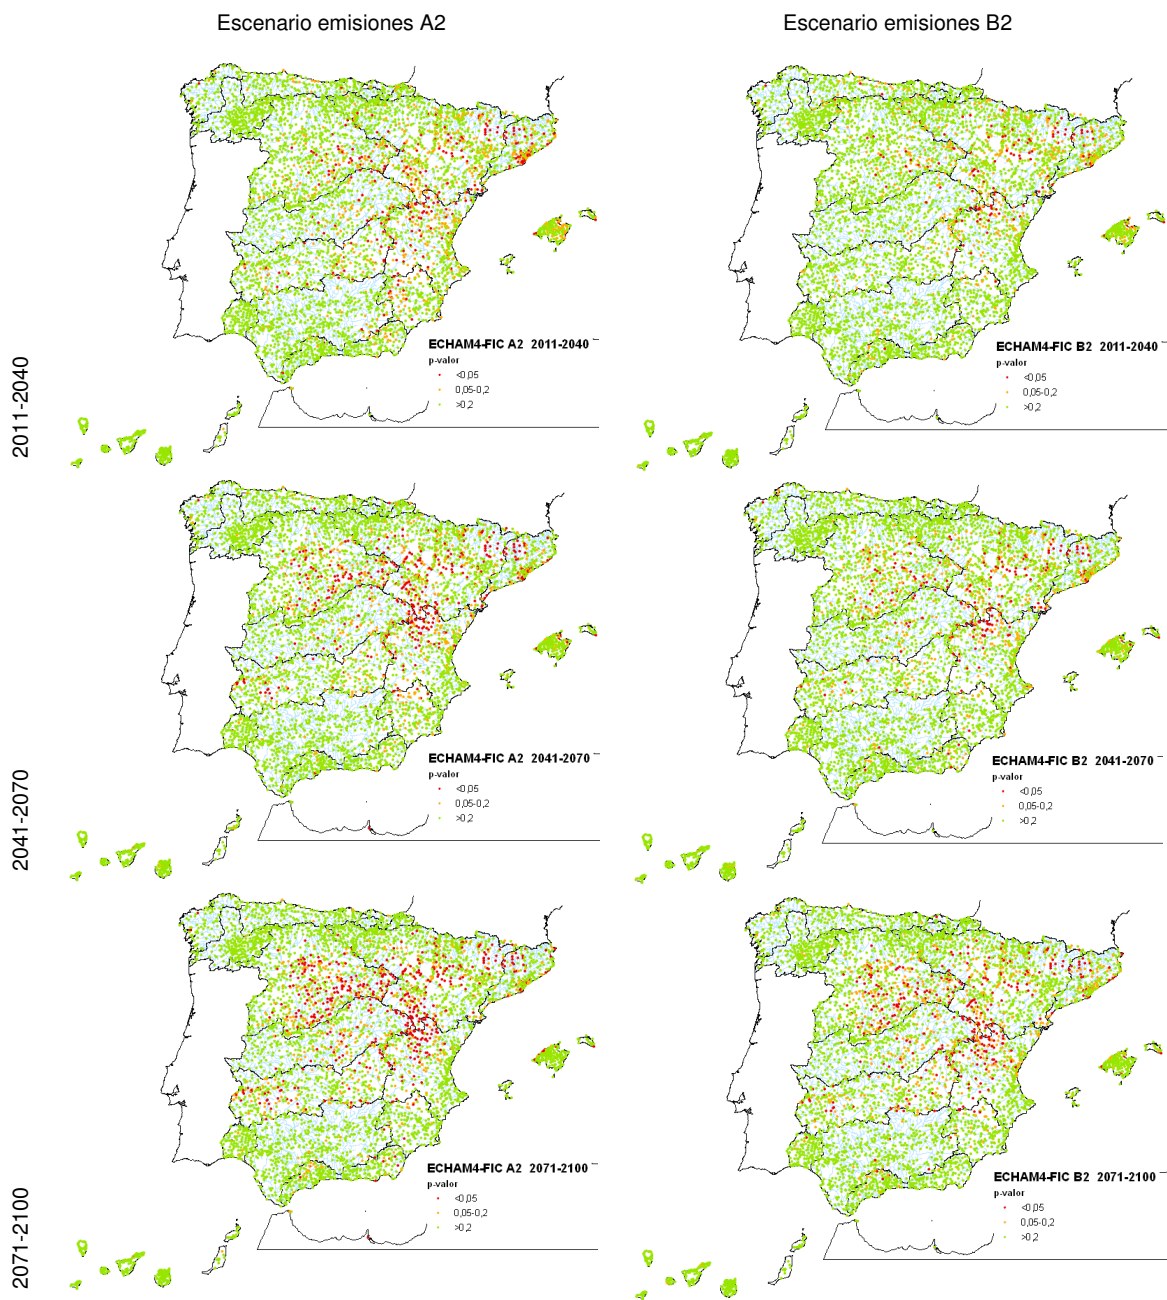 Escenario emisiones A2
Escenario emisiones B2
2011-2040
ECHAM4-FIC A2 2011-2040
p-valor
<0,05
0,05-0,2
>0,2
ECHAM4-FIC B2 2011-2040
p-valor
<0,05
0,05-0,2
>0,2
2041-2070
ECHAM4-FIC A2 2041-2070
p-valor
<0,05
0,05-0,2
>0,2
ECHAM4-FIC B2 2041-2070
p-valor
<0,05
0,05-0,2
>0,2
2071-2100
ECHAM4-FIC A2 2071-2100
p-valor
<0,05
0,05-0,2
>0,2
ECHAM4-FIC B2 2071-2100
p-valor
<0,05
0,05-0,2
>0,2